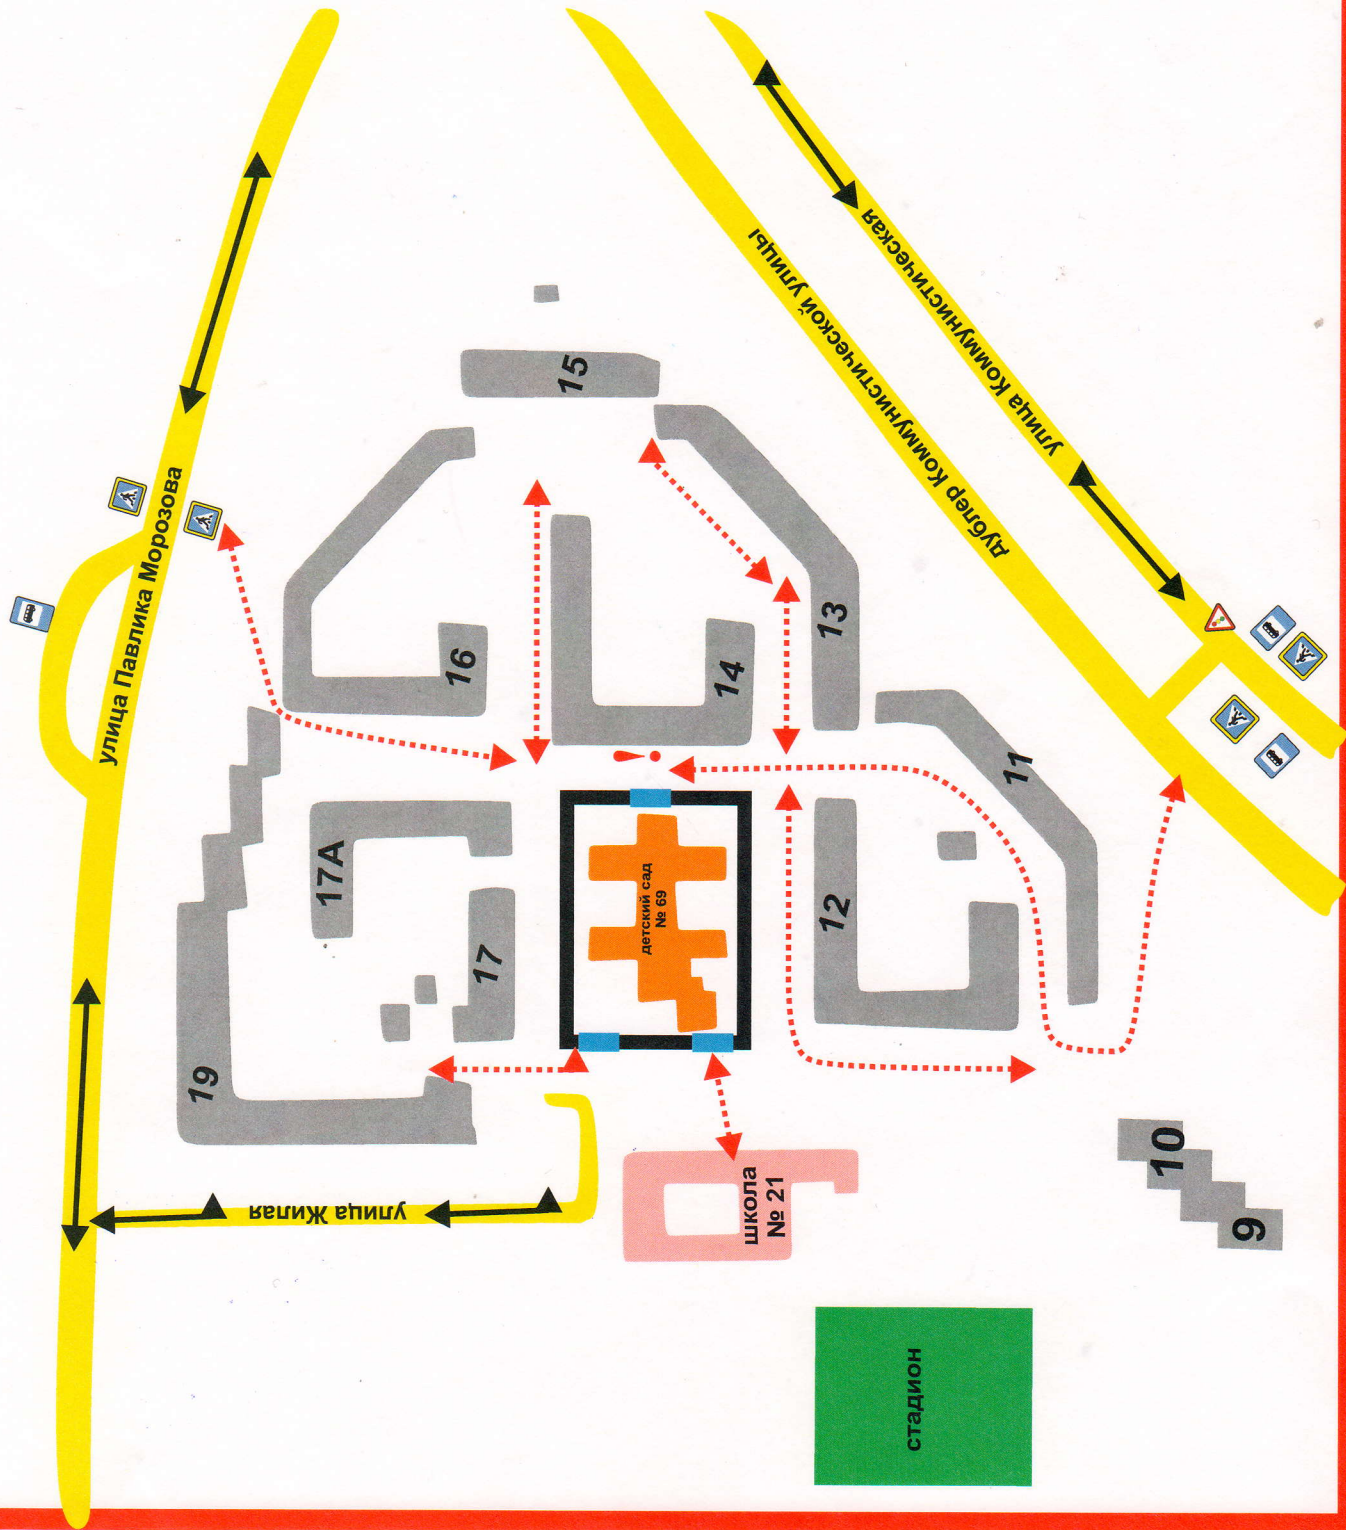 улица Павлика Морозова
дублер Коммунистической улицы
улица Коммунистическая
15
16
14
13
11
17А
17
12
19
детский сад
№ 69
!
улица Жилая
школа
№ 21
10
9
стадион